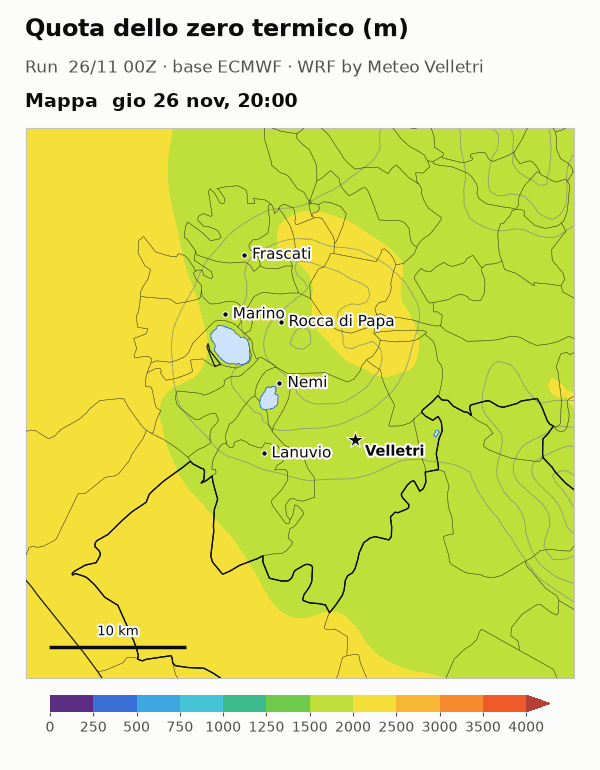 Quota dello zero termico (m)
Run  26/11 00Z · base ECMWF · WRF by Meteo Velletri
Mappa  gio 26 nov, 20:00
Frascati
Marino
Rocca di Papa
Nemi
Velletri
Lanuvio
10 km
0 250 500 750 1000 1250 1500 2000 2500 3000 3500 4000